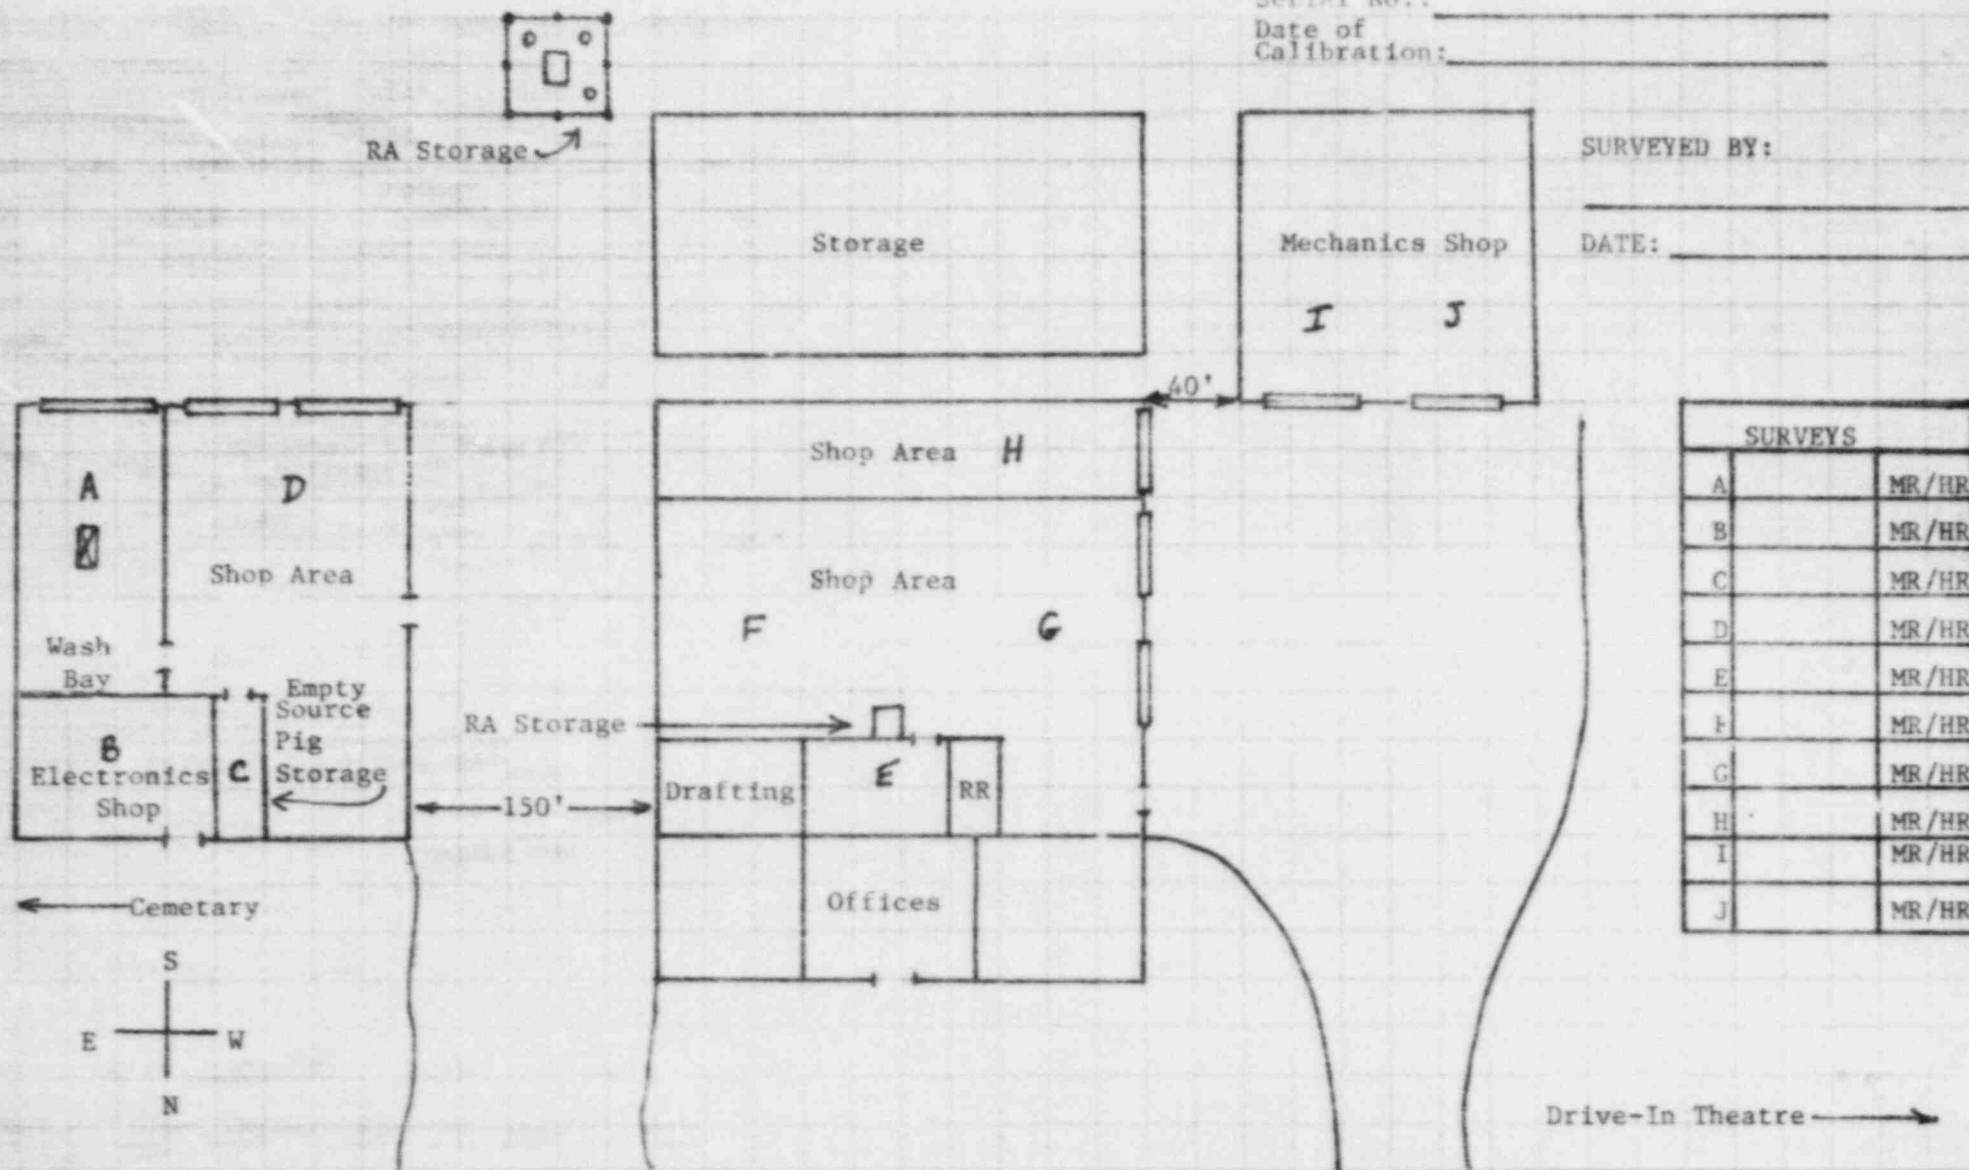 Serial No.:
Date of
Calibration:
RA Storage
SURVEYED BY:
Storage
Mechanics Shop
DATE:
I
J
40'
Shop Area H
SURVEYS
A
D
A MR/HR
B MR/HR
Shop Area
Shop Area
C MR/HR
F
G
D MR/HR
Wash
Bay
E MR/HR
Empty
Source
Pig
Storage
RA Storage
F MR/HR
B
Electronics
Shop
C
E
Drafting
RR
G MR/HR
150'
H MR/HR
I MR/HR
Cemetary
Offices
J MR/HR
S
E W
N
Drive-In Theatre